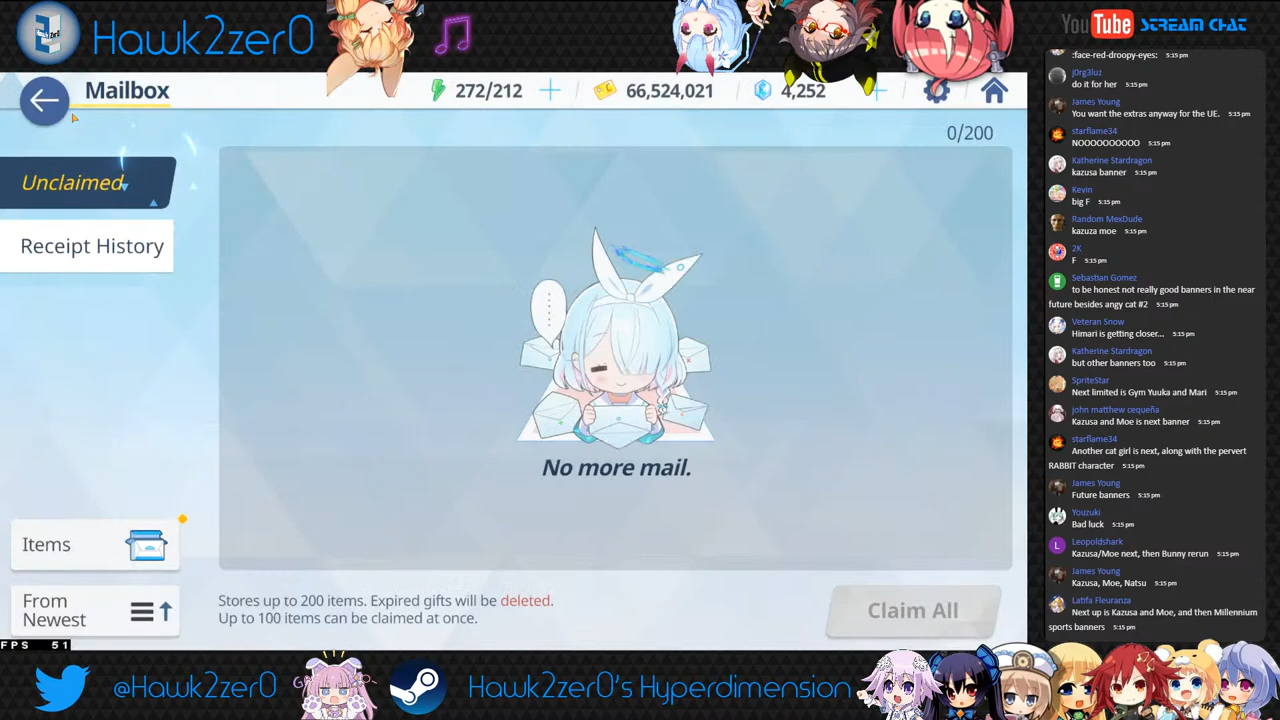 Hawk2zer0
You Tube STREAM CHAT
Mailbox
272/212
66,524,021
4,252
0/200
Unclaimed
Receipt History
No more mail.
Items
From
Newest
Stores up to 200 items. Expired gifts will be deleted.
Up to 100 items can be claimed at once.
Claim All
FPS 51
@Hawk2zer0
Hawk2zer0's Hyperdimension
:face-red-droopy-eyes: 5:15 pm
j0rg3luz
do it for her 5:15 pm
James Young
You want the extras anyway for the UE. 5:15 pm
starflame34
NOOOOOOOOOO 5:15 pm
Katherine Stardragon
kazusa banner 5:15 pm
Kevin
big F 5:15 pm
Random MexDude
kazuza moe 5:15 pm
2K
F 5:15 pm
Sebastian Gomez
to be honest not really good banners in the near
future besides angy cat #2 5:15 pm
Veteran Snow
Himari is getting closer... 5:15 pm
Katherine Stardragon
but other banners too 5:15 pm
SpriteStar
Next limited is Gym Yuuka and Mari 5:15 pm
john matthew cequeña
Kazusa and Moe is next banner 5:15 pm
starflame34
Another cat girl is next, along with the pervert
RABBIT character 5:15 pm
James Young
Future banners 5:15 pm
Youzuki
Bad luck 5:15 pm
L
Leopoldshark
Kazusa/Moe next, then Bunny rerun 5:15 pm
James Young
Kazusa, Moe, Natsu 5:15 pm
Latifa Fleuranza
Next up is Kazusa and Moe, and then Millennium
sports banners 5:15 pm